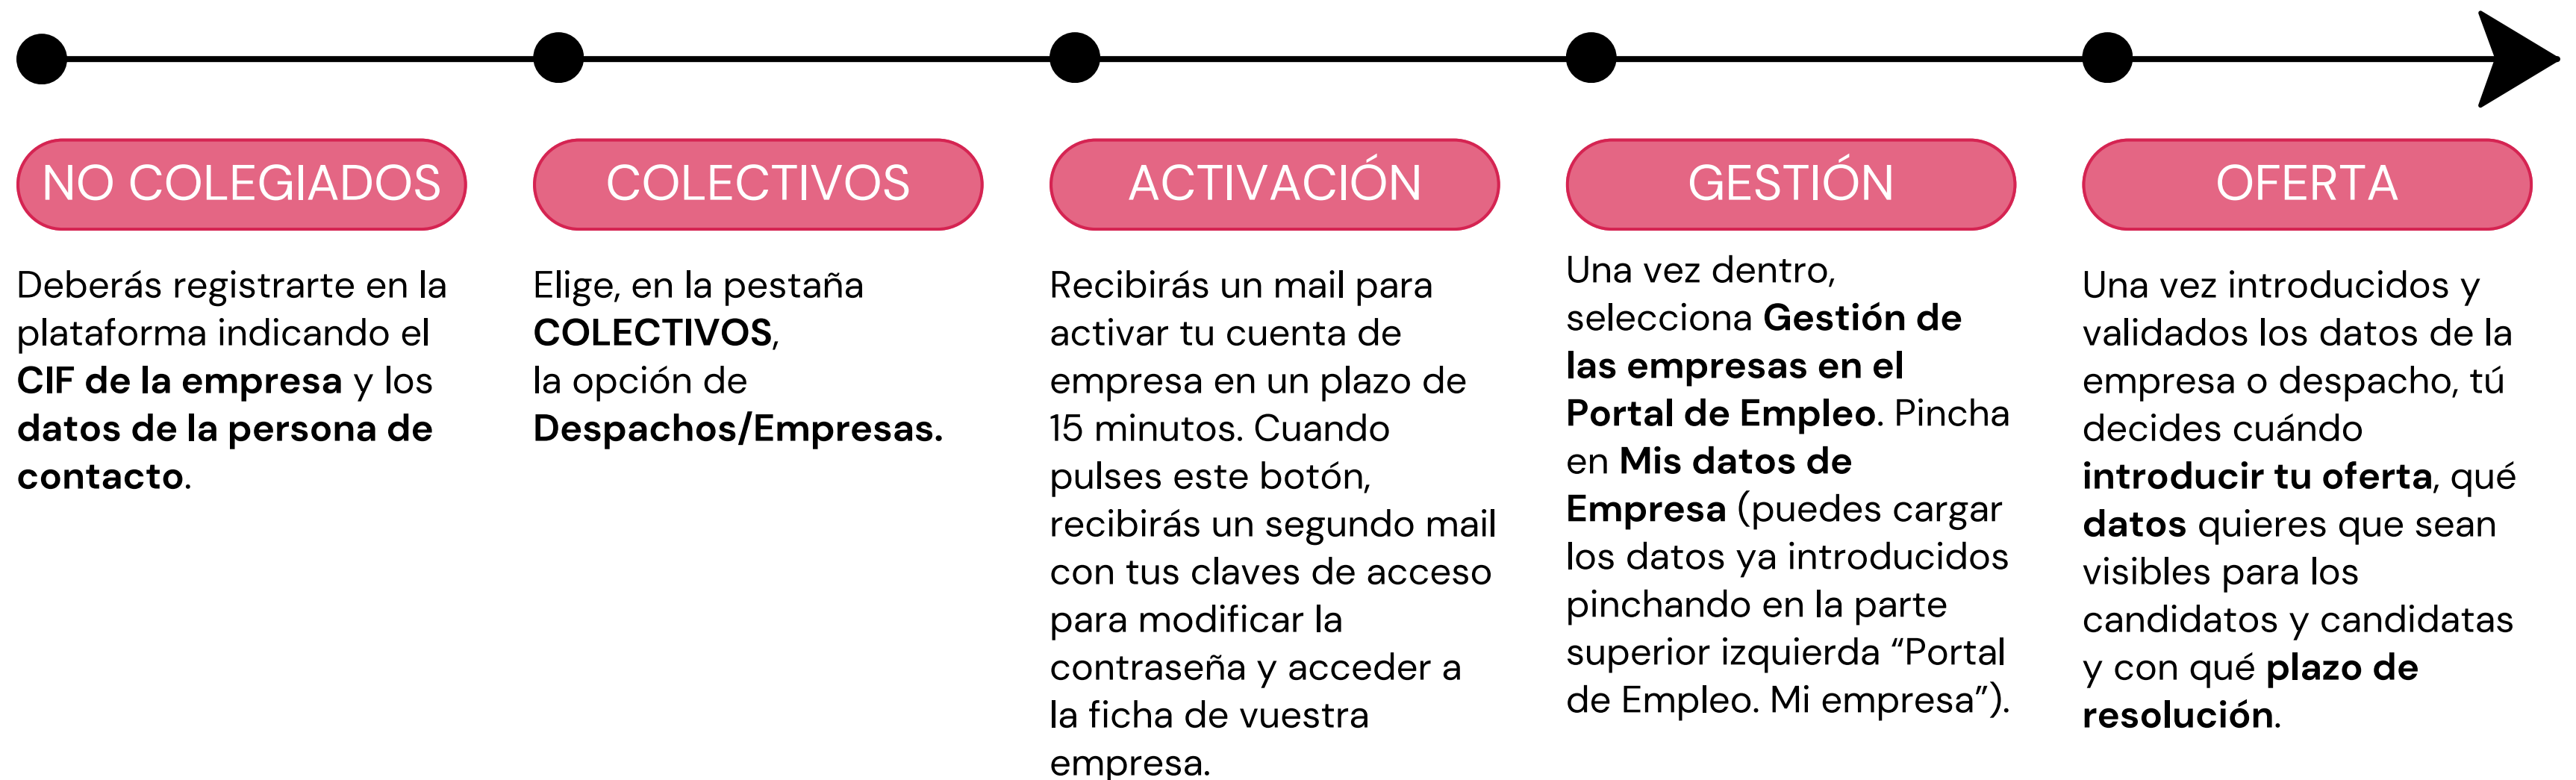 NO COLEGIADOS
Deberás registrarte en la
plataforma indicando el
CIF de la empresa y los
datos de la persona de
contacto.
COLECTIVOS
Elige, en la pestaña
COLECTIVOS,
la opción de
Despachos/Empresas.
ACTIVACIÓN
Recibirás un mail para
activar tu cuenta de
empresa en un plazo de
15 minutos. Cuando
pulses este botón,
recibirás un segundo mail
con tus claves de acceso
para modificar la
contraseña y acceder a
la ficha de vuestra
empresa.
GESTIÓN
Una vez dentro,
selecciona Gestión de
las empresas en el
Portal de Empleo. Pincha
en Mis datos de
Empresa (puedes cargar
los datos ya introducidos
pinchando en la parte
superior izquierda “Portal
de Empleo. Mi empresa”).
OFERTA
Una vez introducidos y
validados los datos de la
empresa o despacho, tú
decides cuándo
introducir tu oferta, qué
datos quieres que sean
visibles para los
candidatos y candidatas
y con qué plazo de
resolución.